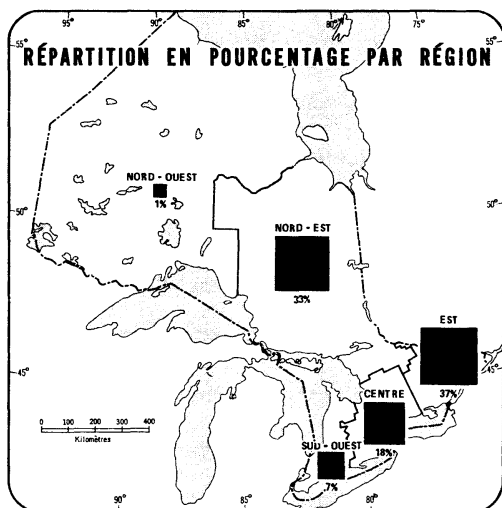 95° 90° 85° 80° 75°
55° 55°
RÉPARTITION EN POURCENTAGE PAR RÉGION
NORD - OUEST
1%
50° 50°
NORD - EST
33%
EST
37%
45° 45°
CENTRE
18%
0 100 200 300 400
Kilomètres
SUD - OUEST
7%
90° 85° 80°